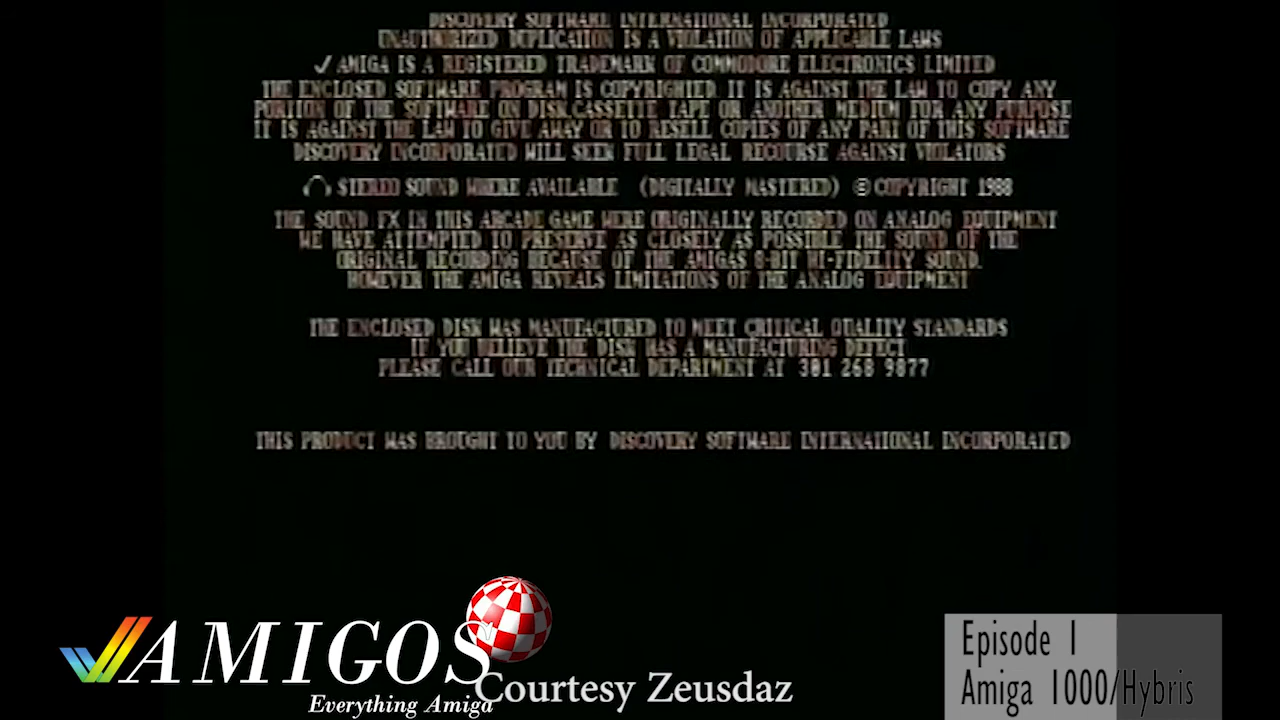 DISCOVERY SOFTWARE INTERNATIONAL INCORPORATED
UNAUTHORIZED DUPLICATION IS A VIOLATION OF APPLICABLE LAWS
AMIGA IS A REGISTERED TRADEMARK OF COMMODORE ELECTRONICS LIMITED
THE ENCLOSED SOFTWARE PROGRAM IS COPYRIGHTED IT IS AGAINST THE LAW TO COPY ANY
PORTION OF THE SOFTWARE ON DISK,CASSETTE TAPE OR ANOTHER MEDIUM FOR ANY PURPOSE
IT IS AGAINST THE LAW TO GIVE AWAY OR TO RESELL COPIES OF ANY PART OF THIS SOFTWARE
DISCOVERY INCORPORATED WILL SEEK FULL LEGAL RECOURSE AGAINST VIOLATORS
STEREO SOUND WHERE AVAILABLE (DIGITALLY MASTERED) ©COPYRIGHT 1988
THE SOUND FX IN THIS ARCADE GAME WERE ORIGINALLY RECORDED ON ANALOG EQUIPMENT
WE HAVE ATTEMPTED TO PRESERVE AS CLOSELY AS POSSIBLE THE SOUND OF THE
ORIGINAL RECORDING BECAUSE OF THE AMIGAS 8-BIT HI-FIDELITY SOUND.
HOWEVER THE AMIGA REVEALS LIMITATIONS OF THE ANALOG EQUIPMENT
THE ENCLOSED DISK WAS MANUFACTURED TO MEET CRITICAL QUALITY STANDARDS
IF YOU BELIEVE THE DISK HAS A MANUFACTURING DEFECT
PLEASE CALL OUR TECHNICAL DEPARTMENT AT 301 268 9877
THIS PRODUCT WAS BROUGHT TO YOU BY DISCOVERY SOFTWARE INTERNATIONAL INCORPORATED
AMIGOS
Everything Amiga
Courtesy Zeusdaz
Episode 1
Amiga 1000/Hybris